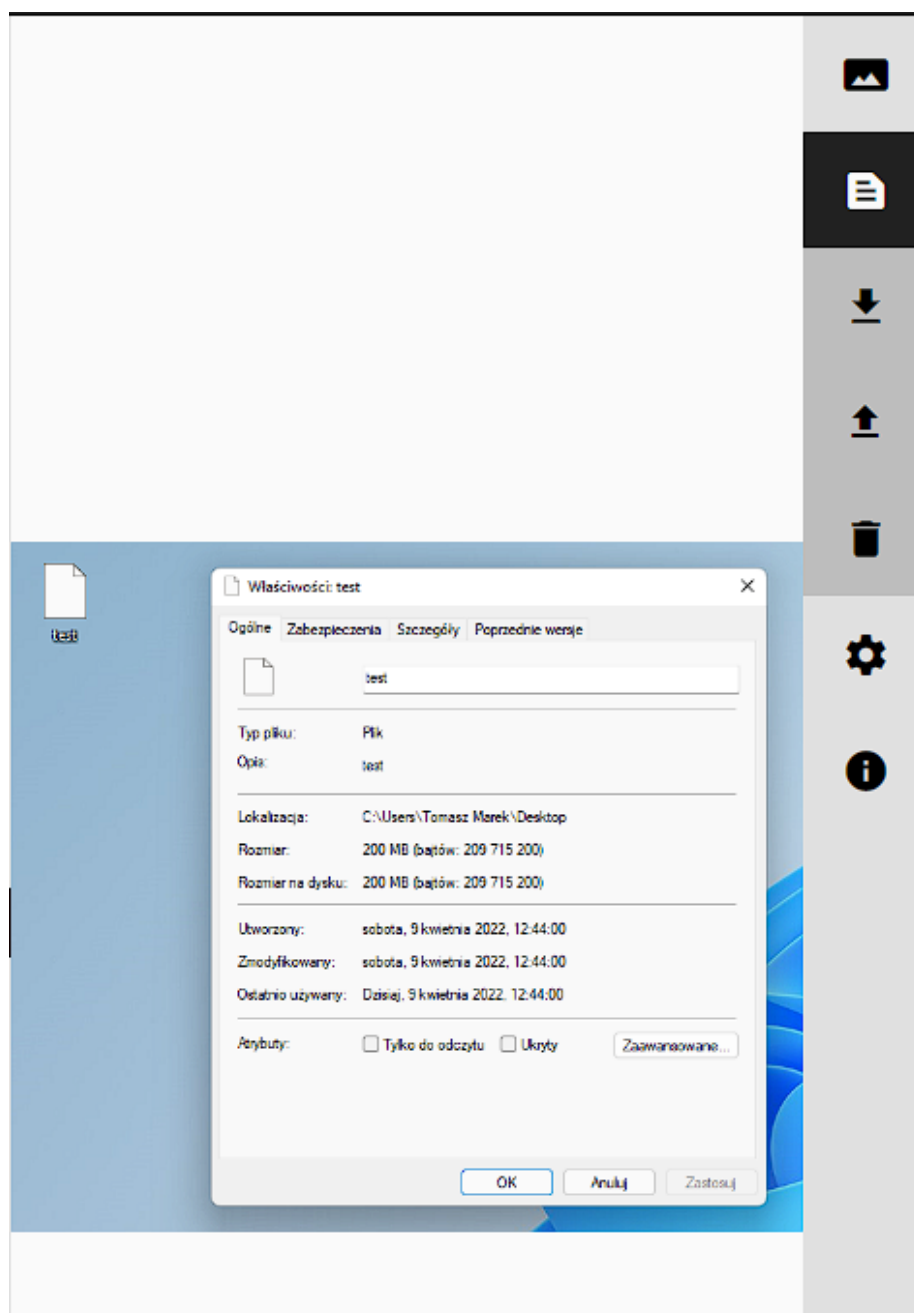 test
Właściwości: test
Ogólne Zabezpieczenia Szczegóły Poprzednie wersje
test
Typ pliku: Plik
Opis: test
Lokalizacja: C:\Users\Tomasz Marek\Desktop
Rozmiar: 200 MB (bajtów: 209 715 200)
Rozmiar na dysku: 200 MB (bajtów: 209 715 200)
Utworzony: sobota, 9 kwietnia 2022, 12:44:00
Zmodyfikowany: sobota, 9 kwietnia 2022, 12:44:00
Ostatnio używany: Dzisiaj, 9 kwietnia 2022, 12:44:00
Atrybuty: Tylko do odczytu Ukryty Zaawansowane...
OK Anuluj Zastosuj